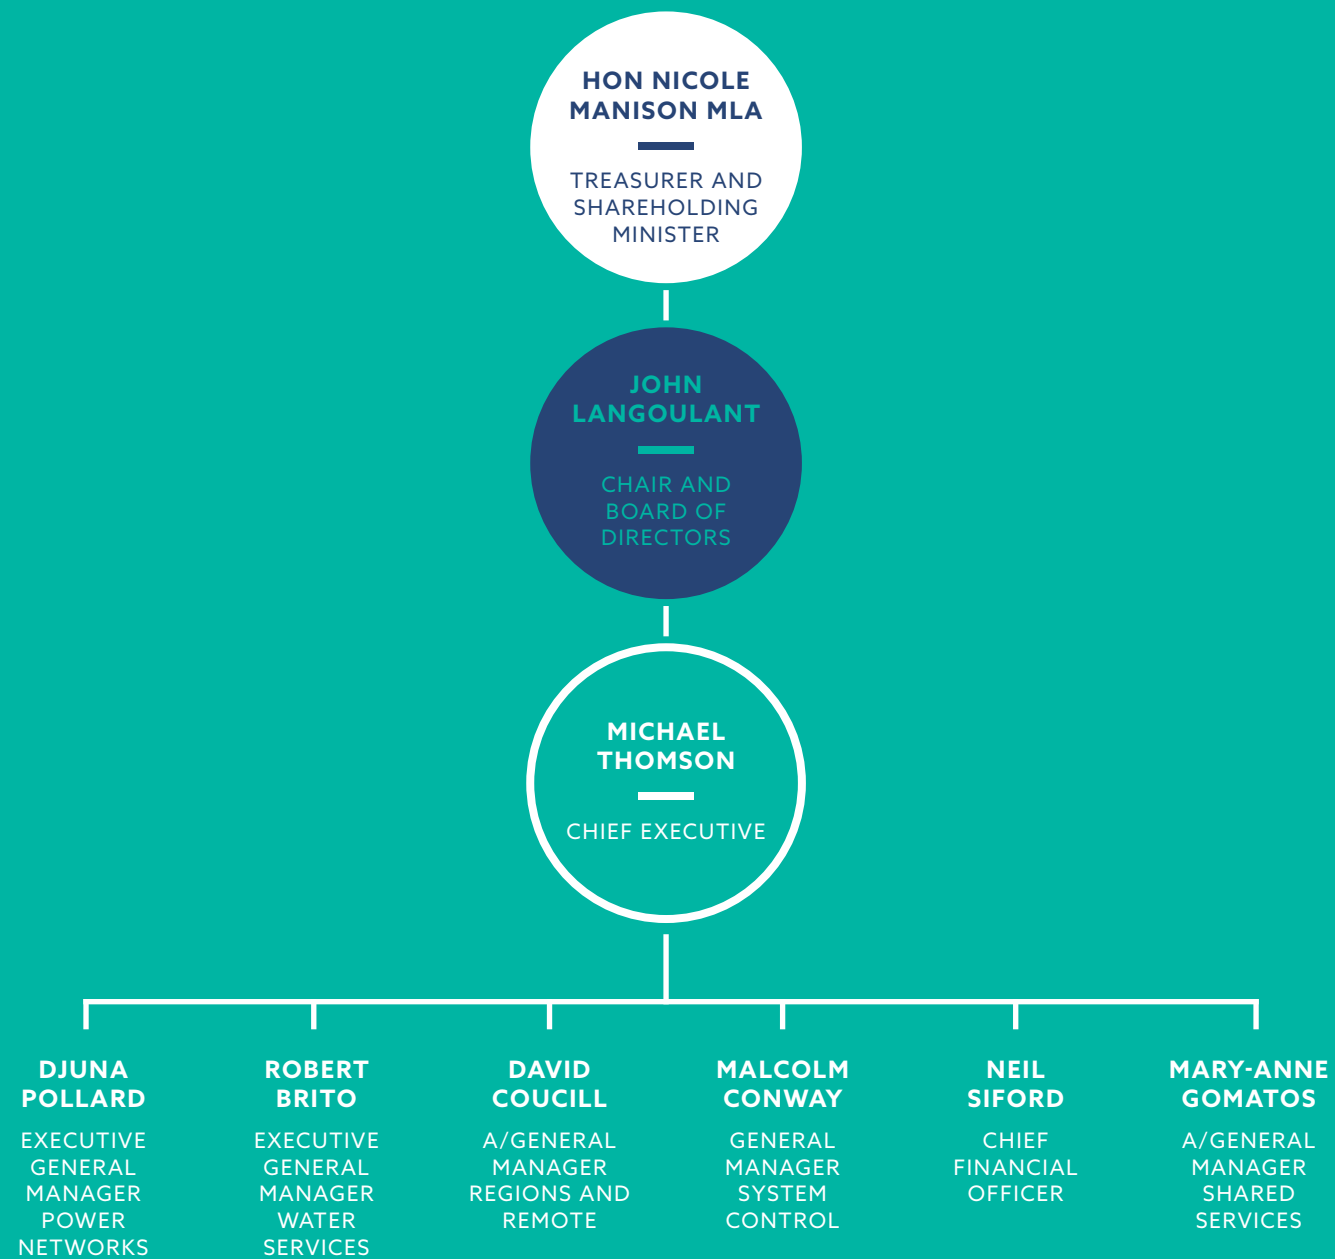 HON NICOLE
MANISON MLA
TREASURER AND
SHAREHOLDING
MINISTER
JOHN
LANGOULANT
CHAIR AND
BOARD OF
DIRECTORS
MICHAEL
THOMSON
CHIEF EXECUTIVE
DJUNA
POLLARD
EXECUTIVE
GENERAL
MANAGER
POWER
NETWORKS
ROBERT
BRITO
EXECUTIVE
GENERAL
MANAGER
WATER
SERVICES
DAVID
COUCILL
A/GENERAL
MANAGER
REGIONS AND
REMOTE
MALCOLM
CONWAY
GENERAL
MANAGER
SYSTEM
CONTROL
NEIL
SIFORD
CHIEF
FINANCIAL
OFFICER
MARY-ANNE
GOMATOS
A/GENERAL
MANAGER
SHARED
SERVICES